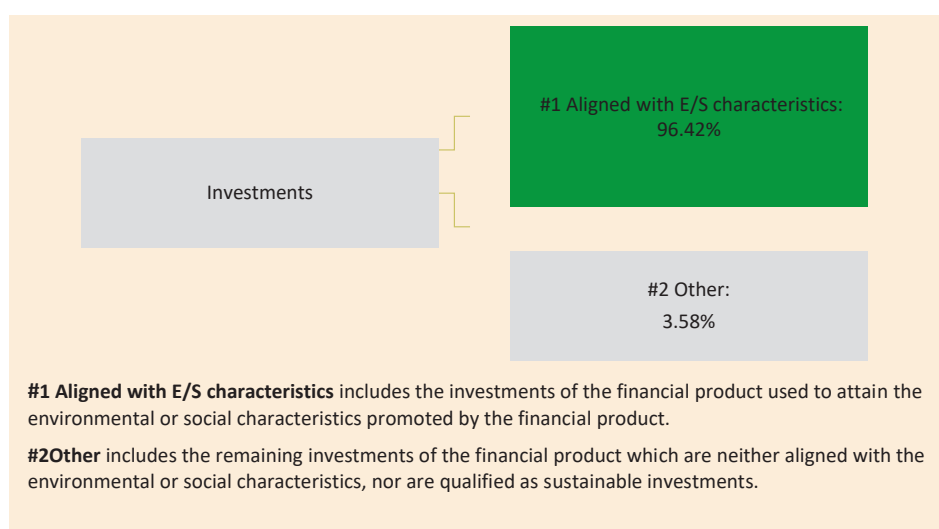 #1 Aligned with E/S characteristics:
96.42%
Investments
#2 Other:
3.58%
#1 Aligned with E/S characteristics includes the investments of the financial product used to attain the
environmental or social characteristics promoted by the financial product.
#2Other includes the remaining investments of the financial product which are neither aligned with the
environmental or social characteristics, nor are qualified as sustainable investments.